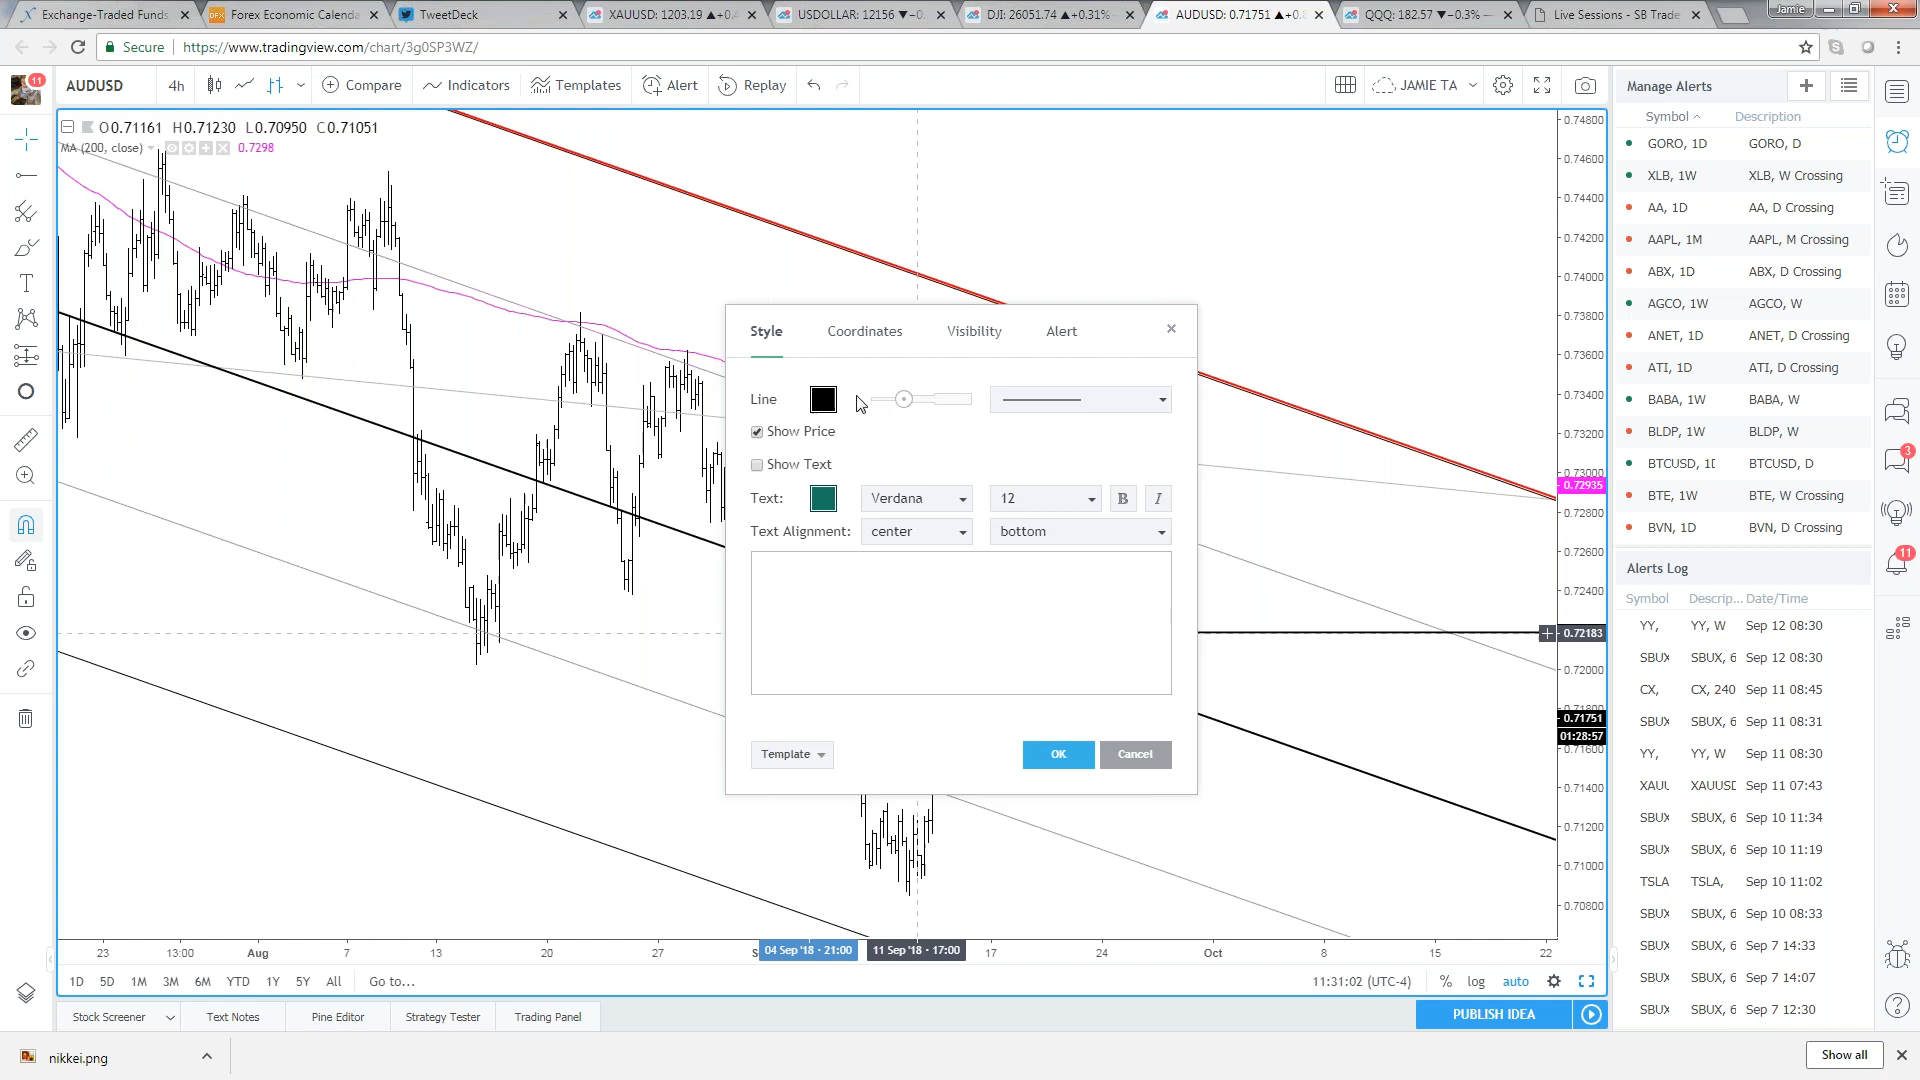 Exchange-Traded Funds
Forex Economic Calenda
TweetDeck
XAUUSD: 1203.19 ▲+0.
USDOLLAR: 12156 ▼−0.
DJI: 26051.74 ▲+0.31%
AUDUSD: 0.71751 ▲+0.
QQQ: 182.57 ▼−0.3% —
Live Sessions - SB Trade
Jamie
Secure
https://www.tradingview.com/chart/3g0SP3WZ/
11
AUDUSD
4h
Compare
Indicators
Templates
Alert
Replay
JAMIE TA
O0.71161 H0.71230 L0.70950 C0.71051
MA (200, close)
0.7298
0.74800
0.74600
0.74400
0.74200
0.74000
0.73800
0.73600
0.73400
0.73200
0.73000
0.72935
0.72800
0.72600
0.72400
0.72183
0.72000
0.71800
0.71751
01:28:57
0.71600
0.71400
0.71200
0.71000
0.70800
Style
Coordinates
Visibility
Alert
Line
Show Price
Show Text
Text:
Verdana
12
B
I
Text Alignment:
center
bottom
Template
OK
Cancel
23
13:00
Aug
7
13
20
27
S
04 Sep '18 - 21:00
11 Sep '18 - 17:00
17
24
Oct
8
15
22
1D
5D
1M
3M
6M
YTD
1Y
5Y
All
Go to...
11:31:02 (UTC-4)
%
log
auto
Stock Screener
Text Notes
Pine Editor
Strategy Tester
Trading Panel
PUBLISH IDEA
Manage Alerts
Symbol
Description
GORO, 1D GORO, D
XLB, 1W XLB, W Crossing
AA, 1D AA, D Crossing
AAPL, 1M AAPL, M Crossing
ABX, 1D ABX, D Crossing
AGCO, 1W AGCO, W
ANET, 1D ANET, D Crossing
ATI, 1D ATI, D Crossing
BABA, 1W BABA, W
BLDP, 1W BLDP, W
BTCUSD, 1D BTCUSD, D
BTE, 1W BTE, W Crossing
BVN, 1D BVN, D Crossing
Alerts Log
Symbol Descrip... Date/Time
YY, YY, W Sep 12 08:30
SBUX SBUX, 6 Sep 12 08:30
CX, CX, 240 Sep 11 08:45
SBUX SBUX, 6 Sep 11 08:31
YY, YY, W Sep 11 08:30
XAUU XAUUSD Sep 11 07:43
SBUX SBUX, 6 Sep 10 11:34
SBUX SBUX, 6 Sep 10 11:19
TSLA TSLA, Sep 10 11:02
SBUX SBUX, 6 Sep 10 08:33
SBUX SBUX, 6 Sep 7 14:33
SBUX SBUX, 6 Sep 7 14:07
SBUX SBUX, 6 Sep 7 12:30
3
11
nikkei.png
Show all